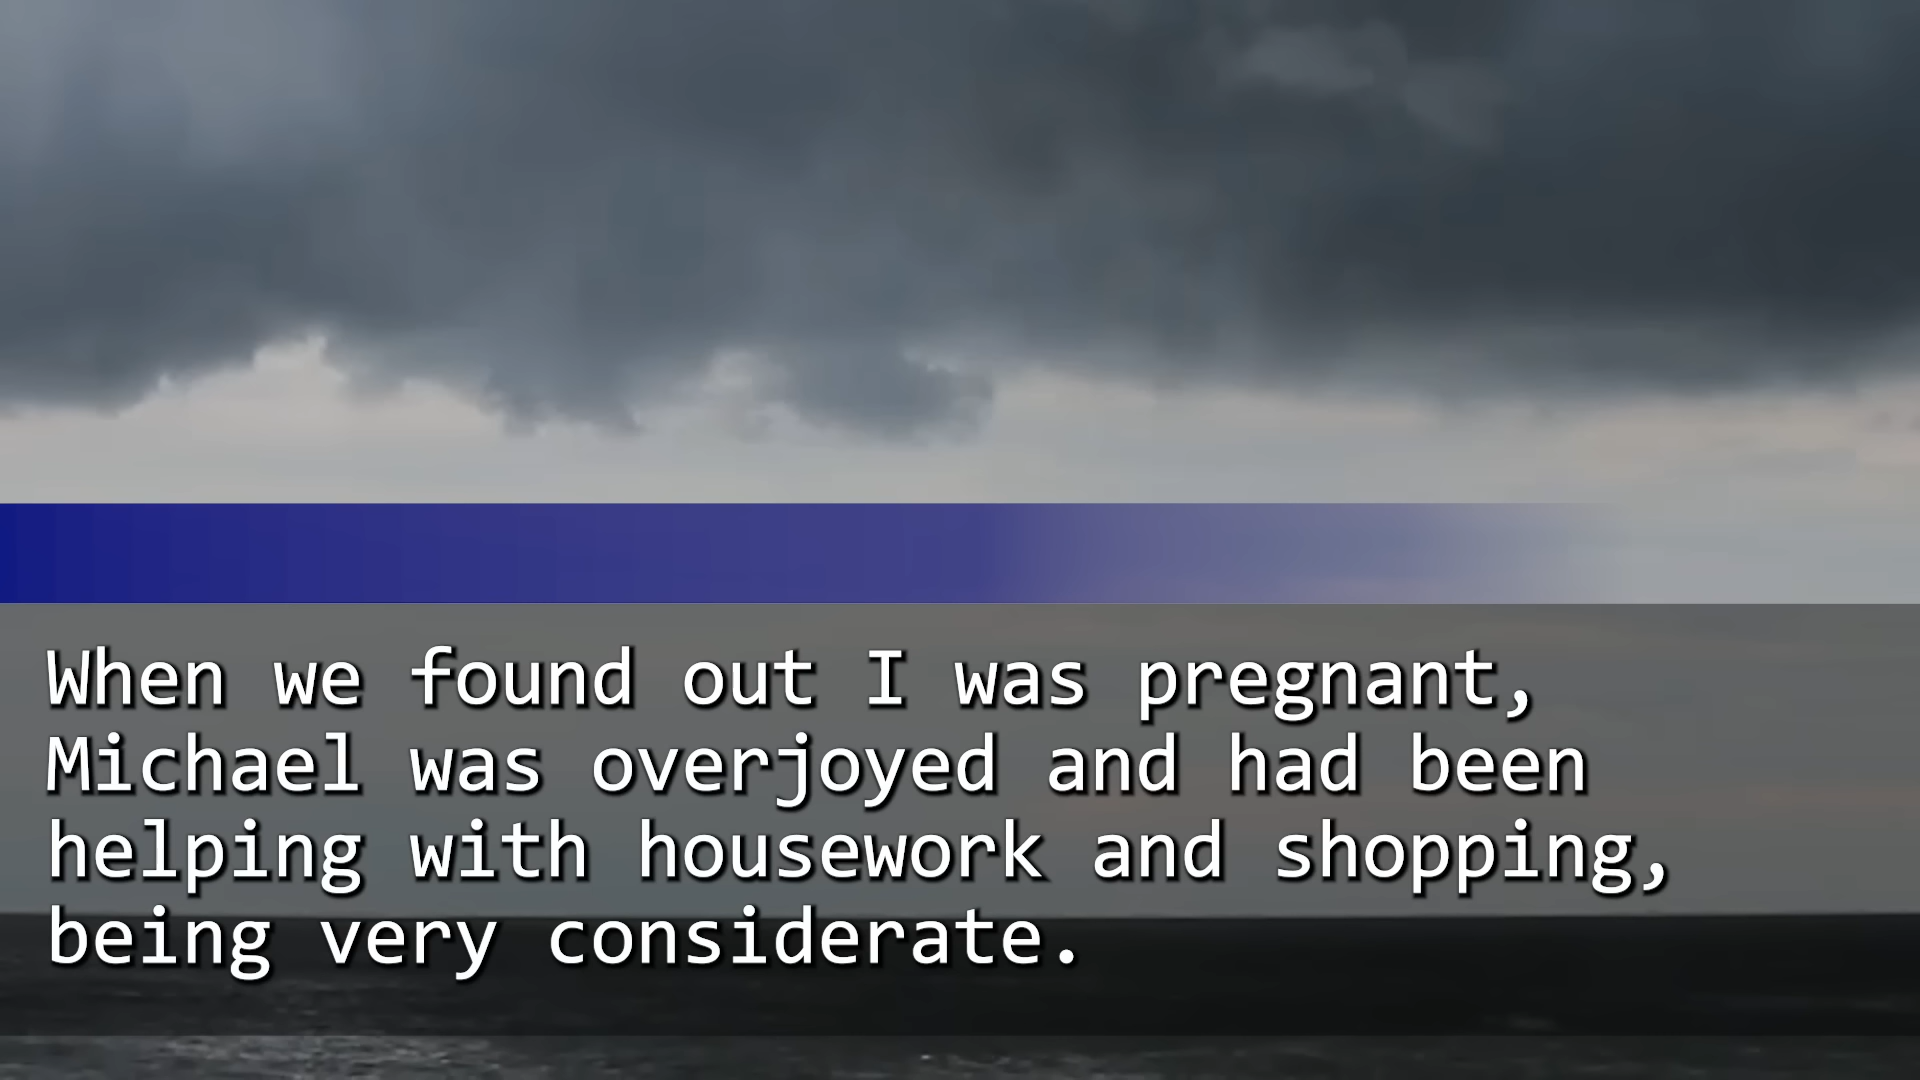 When we found out I was pregnant,
Michael was overjoyed and had been
helping with housework and shopping,
being very considerate.